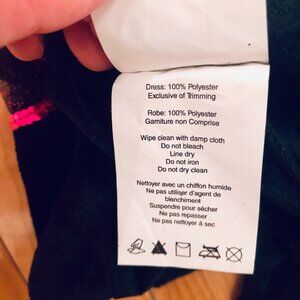 Dress: 100% Polyester
Exclusive of Trimming
Robe: 100% Polyester
Garniture non Comprise
Wipe clean with damp cloth
Do not bleach
Line dry
Do not iron
Do not dry clean
Nettoyer avec un chiffon humide
Ne pas utiliser d'agent de
blanchiment
Suspendre pour sécher
Ne pas repasser
Ne pas nettoyer à sec